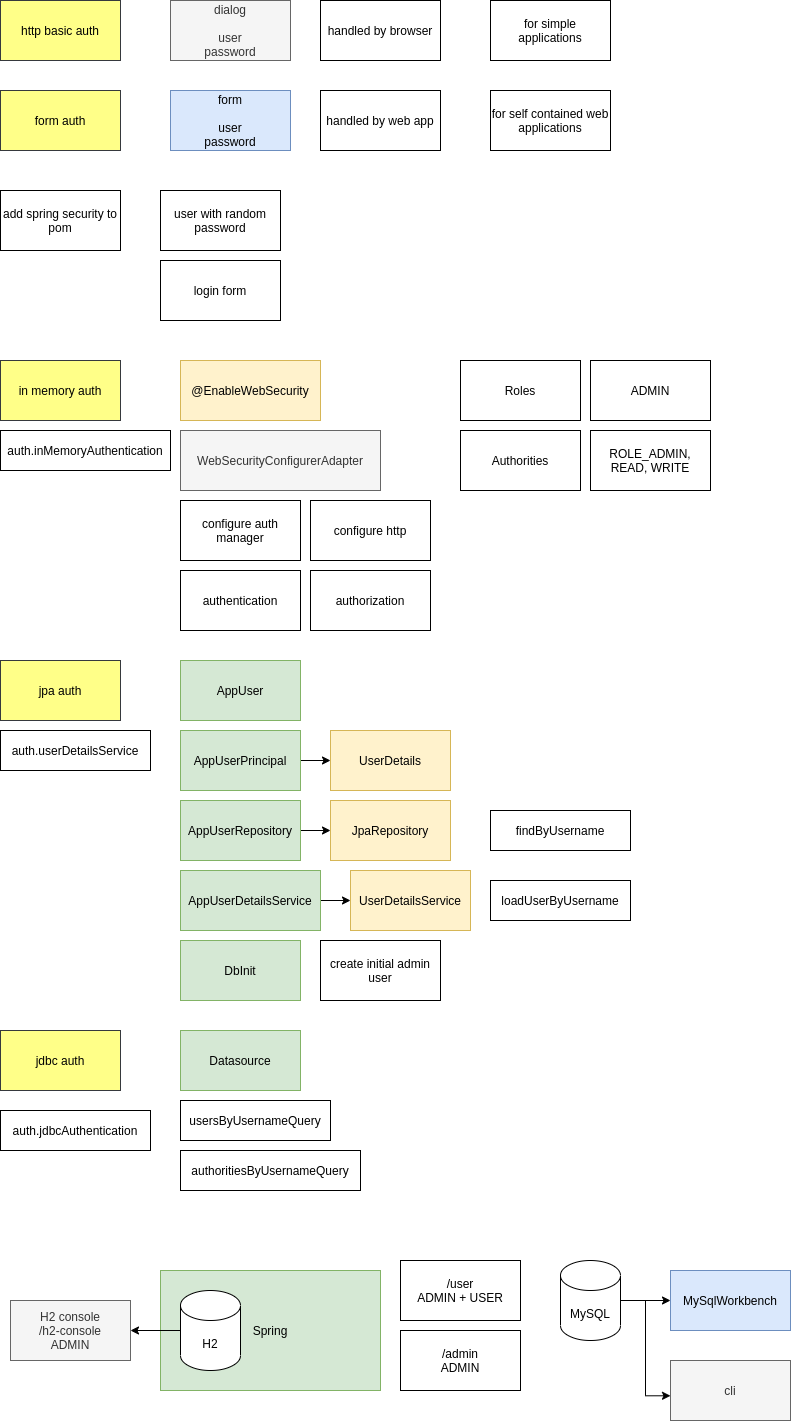 http basic auth
dialog
user
password
handled by browser
for simple
applications
form auth
form
user
password
handled by web app
for self contained web
applications
add spring security to
pom
user with random
password
login form
in memory auth
@EnableWebSecurity
Roles
ADMIN
auth.inMemoryAuthentication
WebSecurityConfigurerAdapter
Authorities
ROLE_ADMIN,
READ, WRITE
configure auth
manager
configure http
authentication
authorization
jpa auth
AppUser
auth.userDetailsService
AppUserPrincipal
UserDetails
AppUserRepository
JpaRepository
findByUsername
AppUserDetailsService
UserDetailsService
loadUserByUsername
DbInit
create initial admin
user
jdbc auth
Datasource
auth.jdbcAuthentication
usersByUsernameQuery
authoritiesByUsernameQuery
H2 console
/h2-console
ADMIN
H2
Spring
/user
ADMIN + USER
/admin
ADMIN
MySQL
MySqlWorkbench
cli